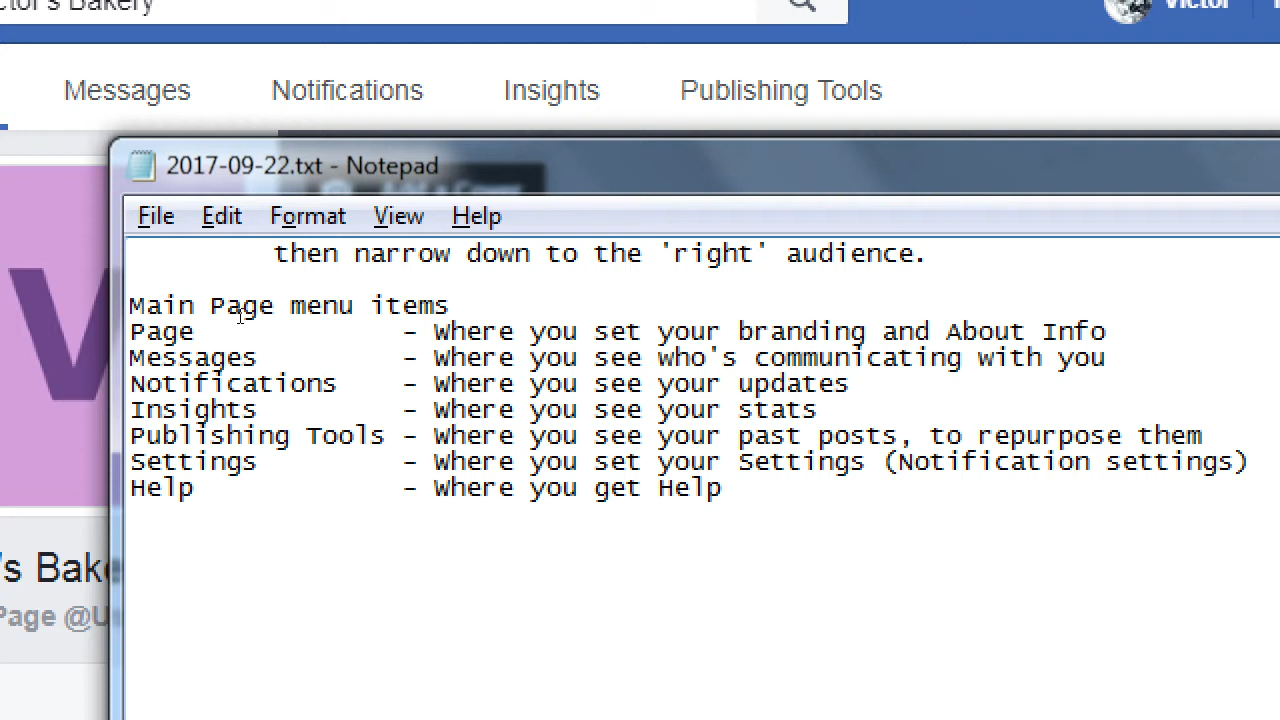 Bakery
Victor
Messages Notifications Insights Publishing Tools
2017-09-22.txt - Notepad
File Edit Format View Help
then narrow down to the 'right' audience.
Main Page menu items
Page - Where you set your branding and About Info
Messages - Where you see who's communicating with you
Notifications - Where you see your updates
Insights - Where you see your stats
Publishing Tools - Where you see your past posts, to repurpose them
Settings - Where you set your Settings (Notification settings)
Help - Where you get Help
's Bake
Page @U